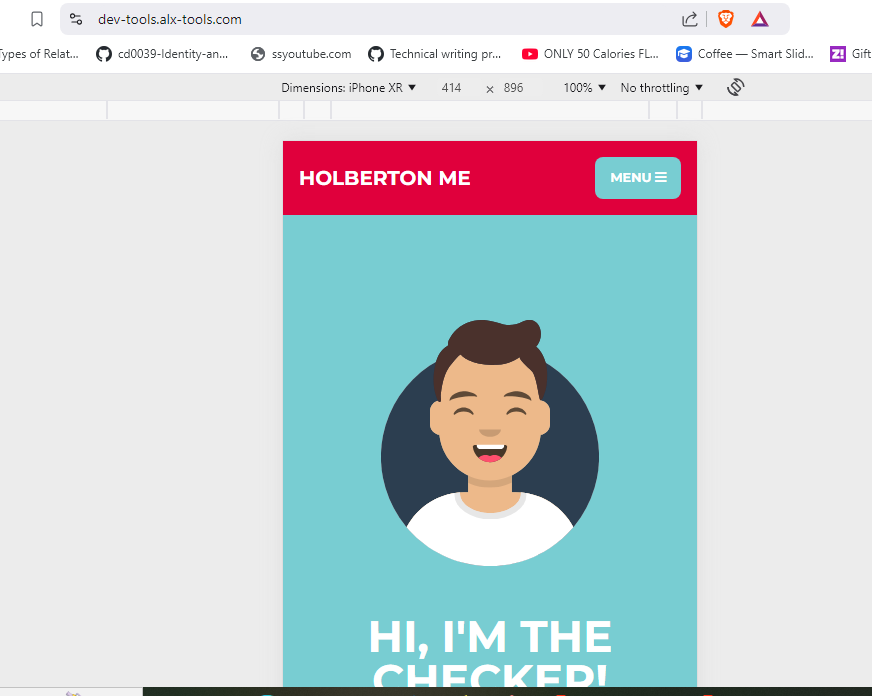 dev-tools.alx-tools.com
ypes of Relat... cd0039-Identity-an... ssyoutube.com Technical writing pr... ONLY 50 Calories FL... Coffee — Smart Slid... Z! Gift
Dimensions: iPhone XR 414 × 896 100% No throttling
HOLBERTON ME MENU
HI, I'M THE
CHECKER!